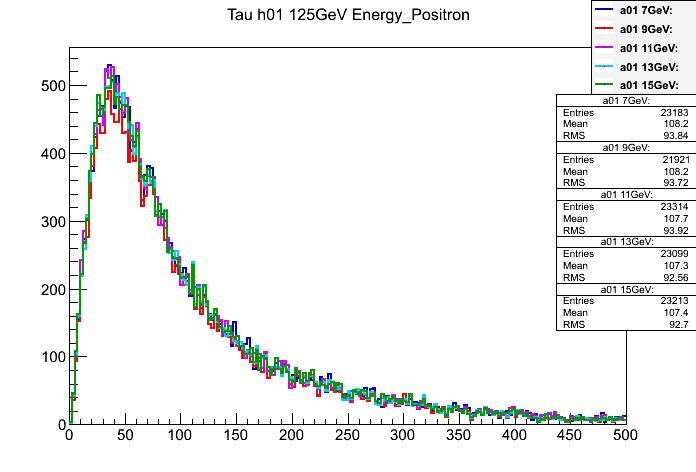 Tau h01 125GeV Energy_Positron
a01 7GeV:
a01 9GeV:
a01 11GeV:
a01 13GeV:
a01 15GeV:
a01 7GeV:
Entries 23183
Mean 108.2
RMS 93.84
a01 9GeV:
Entries 21921
Mean 108.2
RMS 93.72
a01 11GeV:
Entries 23314
Mean 107.7
RMS 93.92
a01 13GeV:
Entries 23099
Mean 107.3
RMS 92.56
a01 15GeV:
Entries 23213
Mean 107.4
RMS 92.7
500
400
300
200
100
0
0 50 100 150 200 250 300 350 400 450 500